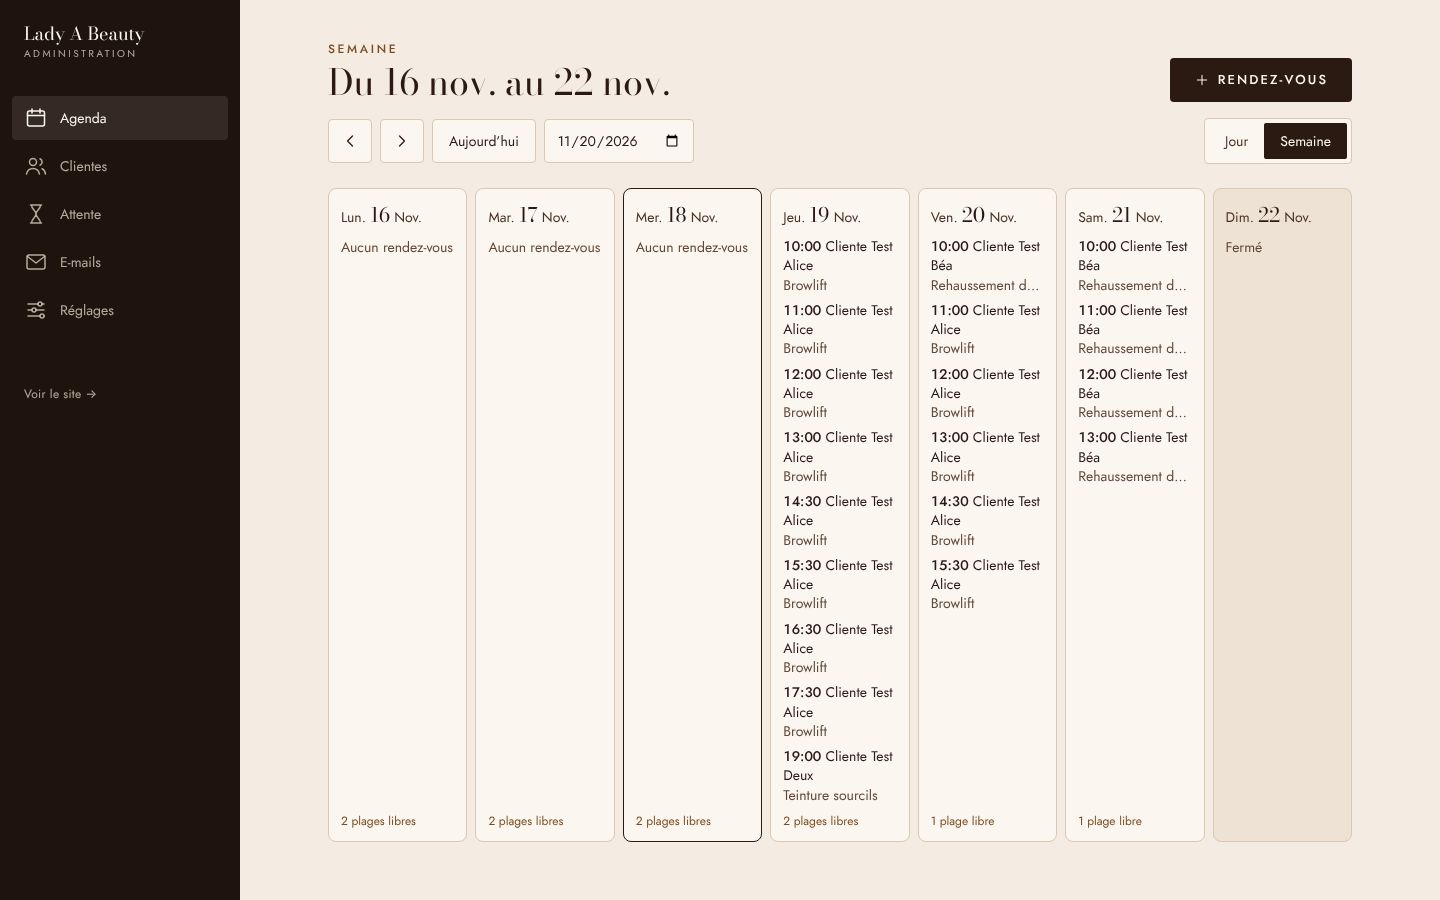 Lady A Beauty
ADMINISTRATION
Agenda
Clientes
Attente
E-mails
Réglages
Voir le site →
SEMAINE
Du 16 nov. au 22 nov.
+ RENDEZ-VOUS
Aujourd'hui
11/20/2026
Jour
Semaine
Lun. 16 Nov.
Aucun rendez-vous
2 plages libres
Mar. 17 Nov.
Aucun rendez-vous
2 plages libres
Mer. 18 Nov.
Aucun rendez-vous
2 plages libres
Jeu. 19 Nov.
10:00 Cliente Test
Alice
Browlift
11:00 Cliente Test
Alice
Browlift
12:00 Cliente Test
Alice
Browlift
13:00 Cliente Test
Alice
Browlift
14:30 Cliente Test
Alice
Browlift
15:30 Cliente Test
Alice
Browlift
16:30 Cliente Test
Alice
Browlift
17:30 Cliente Test
Alice
Browlift
19:00 Cliente Test
Deux
Teinture sourcils
2 plages libres
Ven. 20 Nov.
10:00 Cliente Test
Béa
Rehaussement d...
11:00 Cliente Test
Alice
Browlift
12:00 Cliente Test
Alice
Browlift
13:00 Cliente Test
Alice
Browlift
14:30 Cliente Test
Alice
Browlift
15:30 Cliente Test
Alice
Browlift
1 plage libre
Sam. 21 Nov.
10:00 Cliente Test
Béa
Rehaussement d...
11:00 Cliente Test
Béa
Rehaussement d...
12:00 Cliente Test
Béa
Rehaussement d...
13:00 Cliente Test
Béa
Rehaussement d...
1 plage libre
Dim. 22 Nov.
Fermé